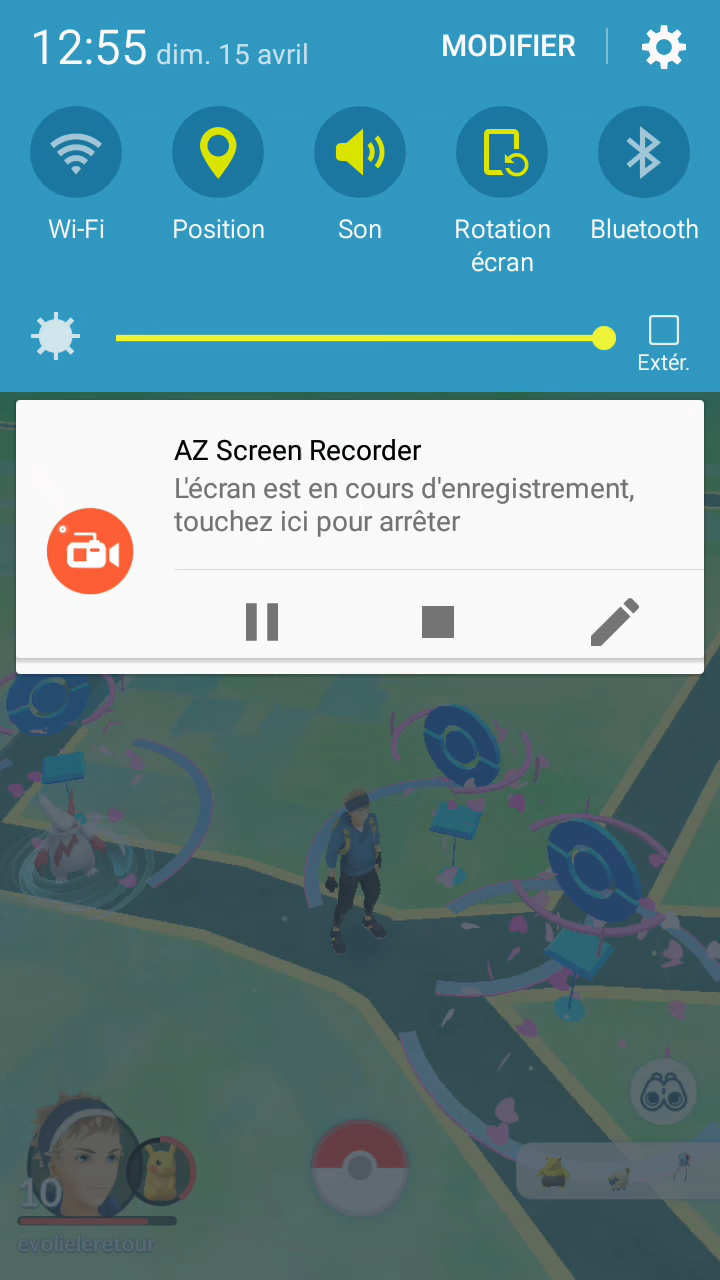 12:55 dim. 15 avril MODIFIER
Wi-Fi Position Son Rotation écran Bluetooth
Extér.
AZ Screen Recorder
L'écran est en cours d'enregistrement,
touchez ici pour arrêter
10
evolieleretour